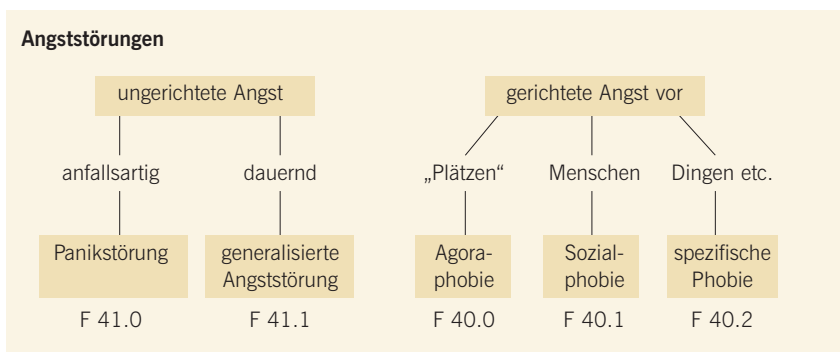 Angststörungen
ungerichtete Angst
gerichtete Angst vor
anfallsartig
dauernd
„Plätzen“
Menschen
Dingen etc.
Panikstörung
generalisierte
Angststörung
Agora-
phobie
Sozial-
phobie
spezifische
Phobie
F 41.0
F 41.1
F 40.0
F 40.1
F 40.2